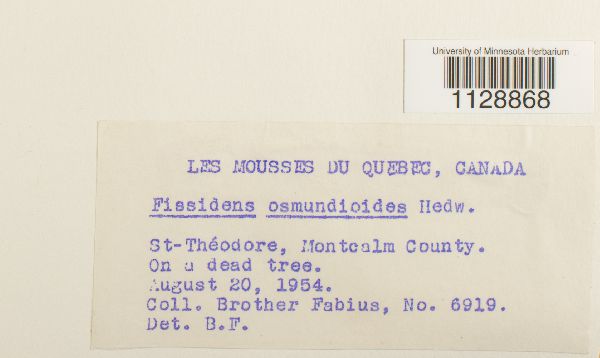 University of Minnesota Herbarium
1128868
LES MOUSSES DU QUEBEC, CANADA
Fissidens osmundioides Hedw.
St-Théodore, Montcalm County.
On a dead tree.
August 20, 1954.
Coll. Brother Fabius, No. 6919.
Det. B.F.